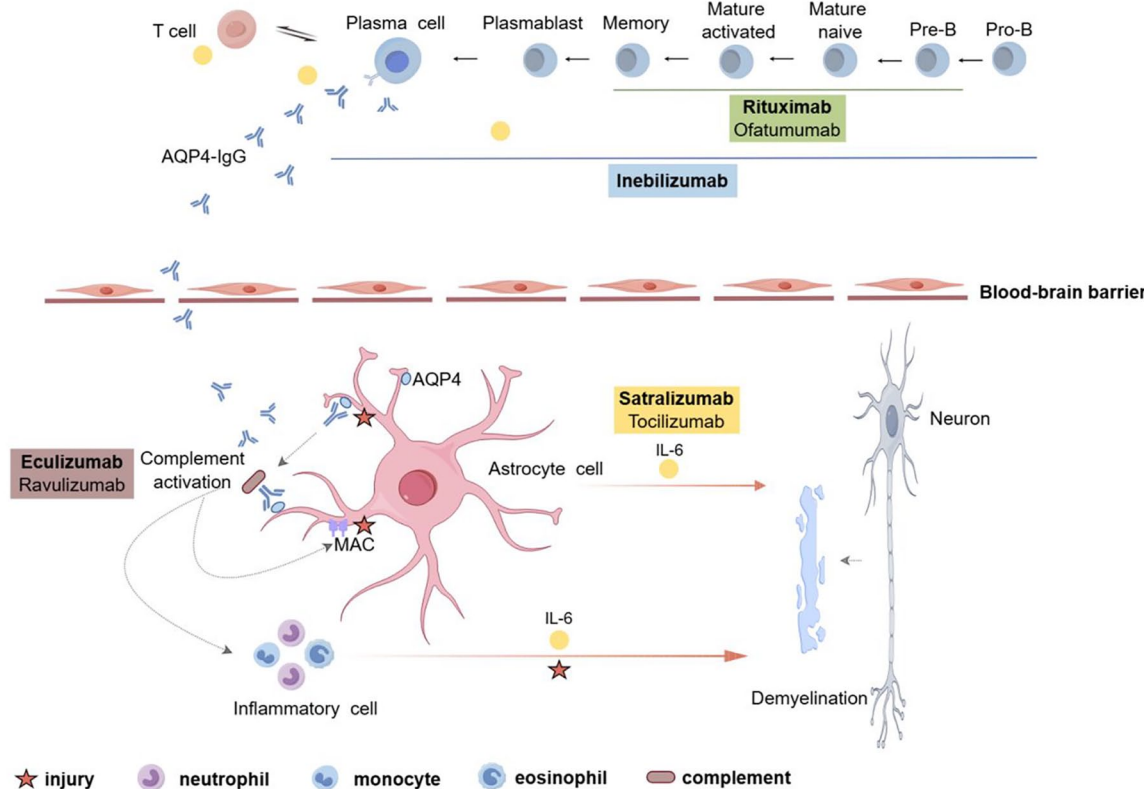 T cell
Plasma cell
Plasmablast
Memory
Mature
activated
Mature
naive
Pre-B
Pro-B
Rituximab
Ofatumumab
AQP4-IgG
Inebilizumab
Blood-brain barrier
AQP4
Satralizumab
Tocilizumab
IL-6
Neuron
Eculizumab
Ravulizumab
Complement
activation
Astrocyte cell
MAC
IL-6
Inflammatory cell
Demyelination
injury
neutrophil
monocyte
eosinophil
complement